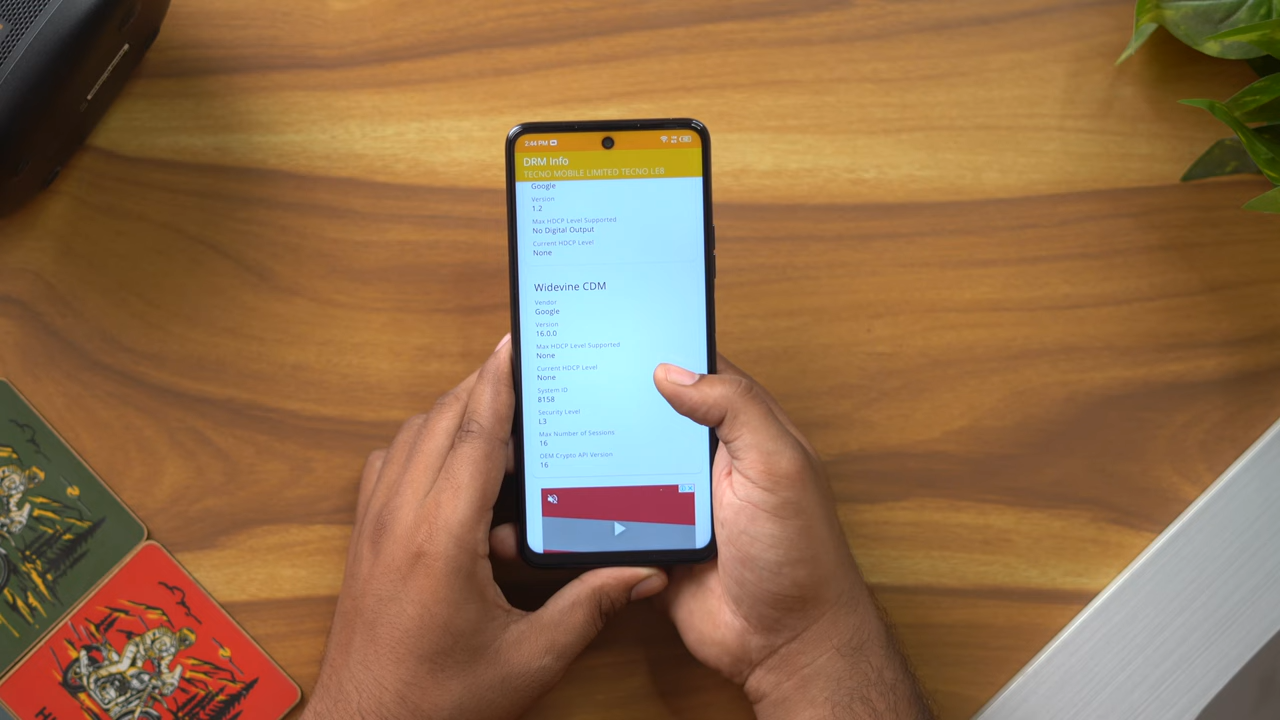 2:44 PM
DRM Info
TECNO MOBILE LIMITED TECNO LE8
Google
Version
1.2
Max HDCP Level Supported
No Digital Output
Current HDCP Level
None
Widevine CDM
Vendor
Google
Version
16.0.0
Max HDCP Level Supported
None
Current HDCP Level
None
System ID
8158
Security Level
L3
Max Number of Sessions
16
OEM Crypto API Version
16